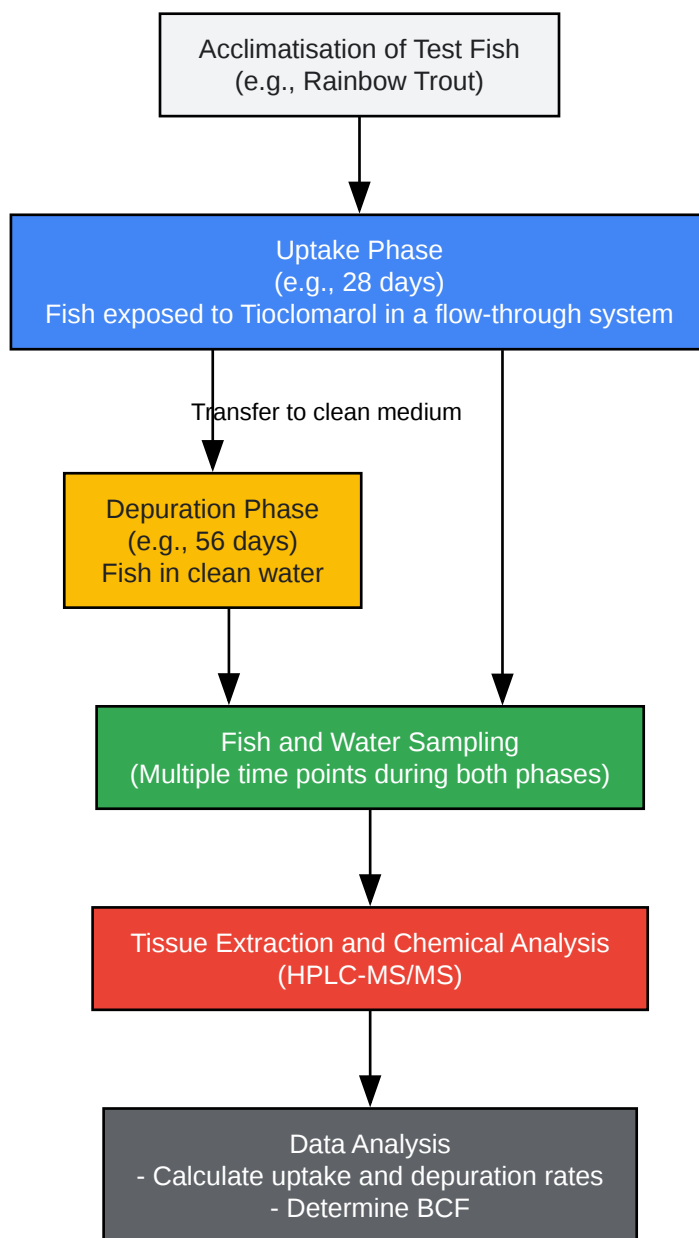 Acclimatisation of Test Fish
(e.g., Rainbow Trout)
Uptake Phase
(e.g., 28 days)
Fish exposed to Tioclomarol in a flow-through system
Transfer to clean medium
Depuration Phase
(e.g., 56 days)
Fish in clean water
Fish and Water Sampling
(Multiple time points during both phases)
Tissue Extraction and Chemical Analysis
(HPLC-MS/MS)
Data Analysis
- Calculate uptake and depuration rates
- Determine BCF